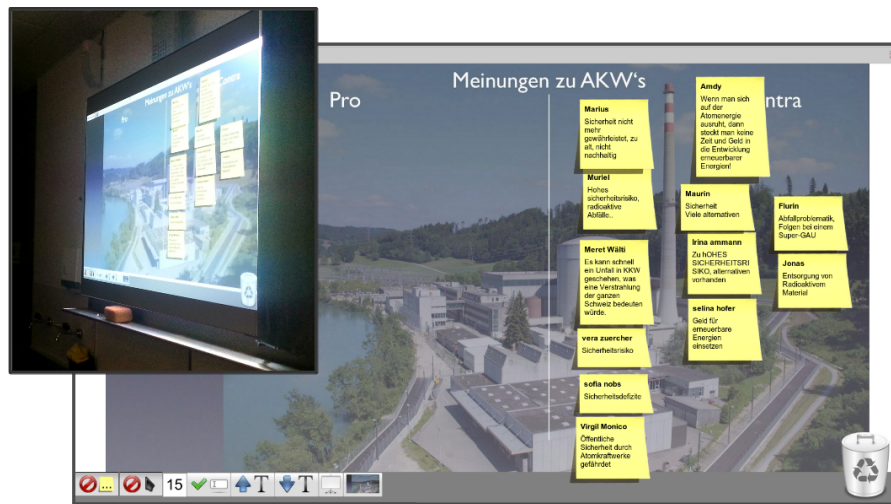 Meinungen zu AKW's
Pro
ntra
Marius
Sicherheit nicht
mehr
gewährleistet, zu
alt, nicht
nachhaltig
Muriel
Hohes
sicherheitsrisiko,
radioaktive
Abfälle..
Meret Wälti
Es kann schnell
ein Unfall in KKW
geschehen, was
eine Verstrahlung
der ganzen
Schweiz bedeuten
würde.
vera zuercher
Sicherheitsrisiko
sofia nobs
Sicherheitsdefizite
Virgil Monico
Öffentliche
Sicherheit durch
Atomkraftwerke
gefährdet
Amdy
Wenn man sich
auf der
Atomenergie
ausruht, dann
steckt man keine
Zeit und Geld in
die Entwicklung
erneuerbarer
Energien!
Maurin
Sicherheit
Viele alternativen
Irina ammann
Zu hOHES
SICHERHEITSRI
SIKO, alternativen
vorhanden
selina hofer
Geld für
erneuerbare
Energien
einsetzen
Flurin
Abfallproblematik,
Folgen bei einem
Super-GAU
Jonas
Entsorgung von
Radioaktivem
Material
15
T
T
Meinungen zu AKW's
Pro
Contra